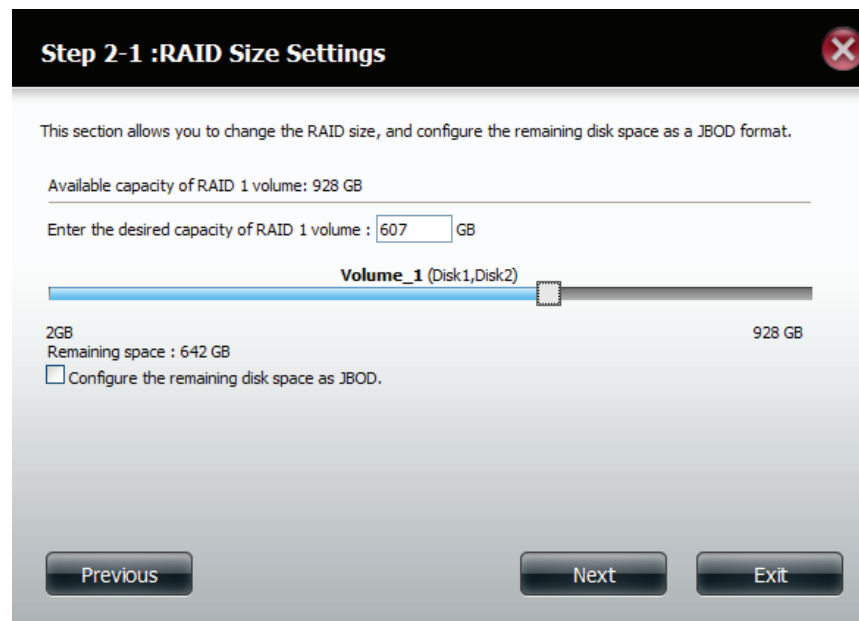 Step 2-1 :RAID Size Settings
This section allows you to change the RAID size, and configure the remaining disk space as a JBOD format.
Available capacity of RAID 1 volume: 928 GB
Enter the desired capacity of RAID 1 volume : 607 GB
Volume_1 (Disk1,Disk2)
2GB 928 GB
Remaining space : 642 GB
Configure the remaining disk space as JBOD.
Previous Next Exit